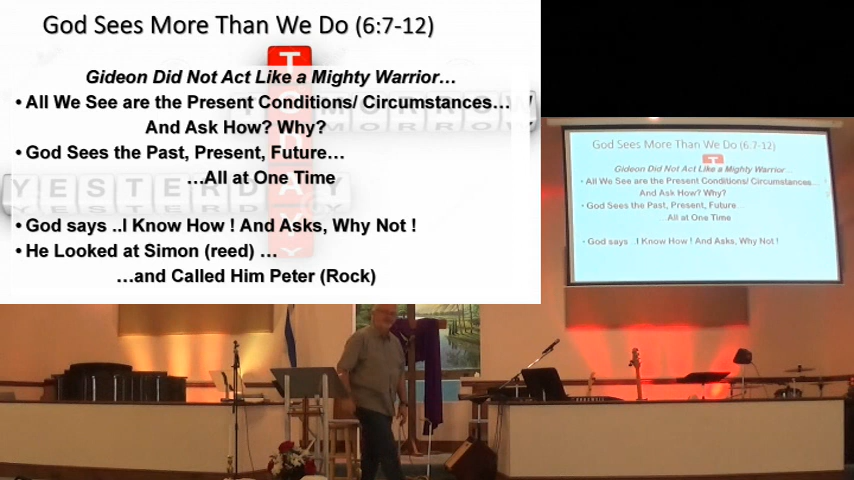 God Sees More Than We Do (6:7-12)
Gideon Did Not Act Like a Mighty Warrior…
• All We See are the Present Conditions/ Circumstances…
And Ask How? Why?
• God Sees the Past, Present, Future…
…All at One Time
• God says ..I Know How ! And Asks, Why Not !
• He Looked at Simon (reed) …
…and Called Him Peter (Rock)
YESTERDAY
TODAY
TOMORROW
God Sees More Than We Do (6:7-12)
Gideon Did Not Act Like a Mighty Warrior…
• All We See are the Present Conditions/ Circumstances…
And Ask How? Why?
• God Sees the Past, Present, Future…
…All at One Time
• God says ..I Know How ! And Asks, Why Not !